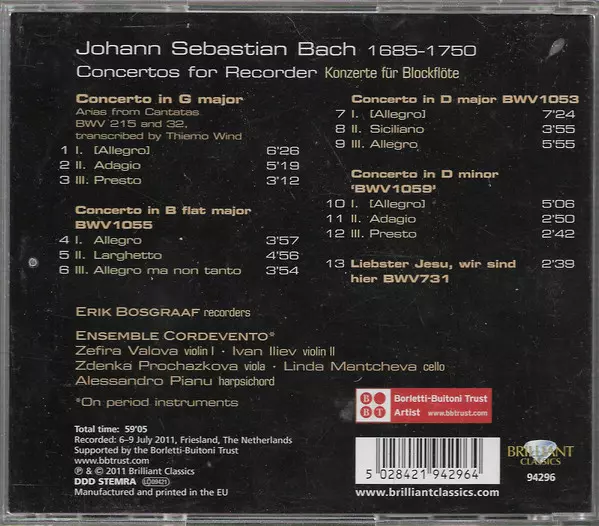 Johann Sebastian Bach 1685-1750
Concertos for Recorder Konzerte für Blockflöte
Concerto in G major
Arias from Cantatas
BWV 215 and 32,
transcribed by Thiemo Wind
1 I. [Allegro] 6'26
2 II. Adagio 5'19
3 III. Presto 3'12
Concerto in B flat major
BWV1055
4 I. Allegro 3'57
5 II. Larghetto 4'56
6 III. Allegro ma non tanto 3'54
Concerto in D major BWV1053
7 I. [Allegro] 7'24
8 II. Siciliano 3'55
9 III. Allegro 5'55
Concerto in D minor
'BWV1059'
10 I. [Allegro] 5'06
11 II. Adagio 2'50
12 III. Presto 2'42
13 Liebster Jesu, wir sind 2'39
hier BWV731
Erik Bosgraaf recorders
Ensemble Cordevento*
Zefira Valova violin I · Ivan Iliev violin II
Zdenka Prochazkova viola · Linda Mantcheva cello
Alessandro Pianu harpsichord
*On period instruments
Total time: 59'05
Recorded: 6–9 July 2011, Friesland, The Netherlands
Supported by the Borletti-Buitoni Trust
www.bbtrust.com
℗ & © 2011 Brilliant Classics
DDD STEMRA LC09421
Manufactured and printed in the EU
B B T
Borletti-Buitoni Trust
Artist www.bbtrust.com
5 028421 942964
www.brilliantclassics.com
BRILLIANT
CLASSICS
94296